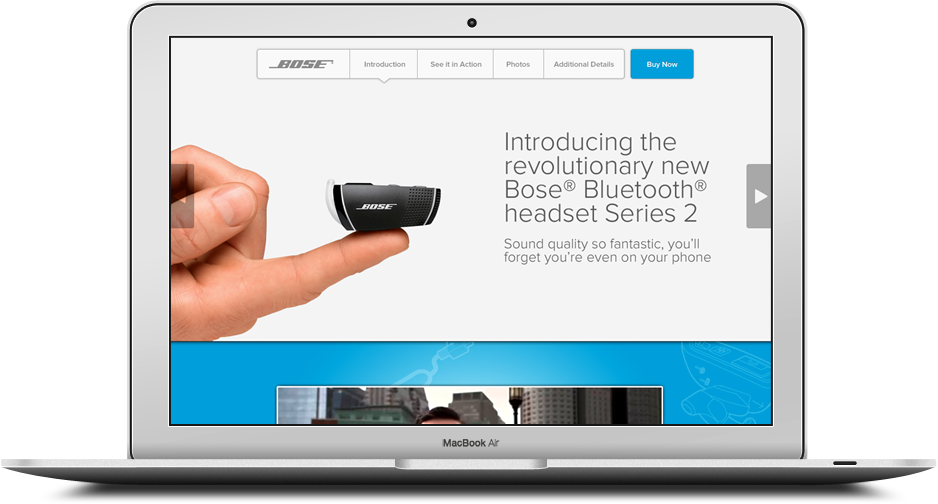 BOSE Introduction See it in Action Photos Additional Details Buy Now
Introducing the
revolutionary new
Bose® Bluetooth®
headset Series 2
BOSE
Sound quality so fantastic, you'll
forget you're even on your phone
MacBook Air